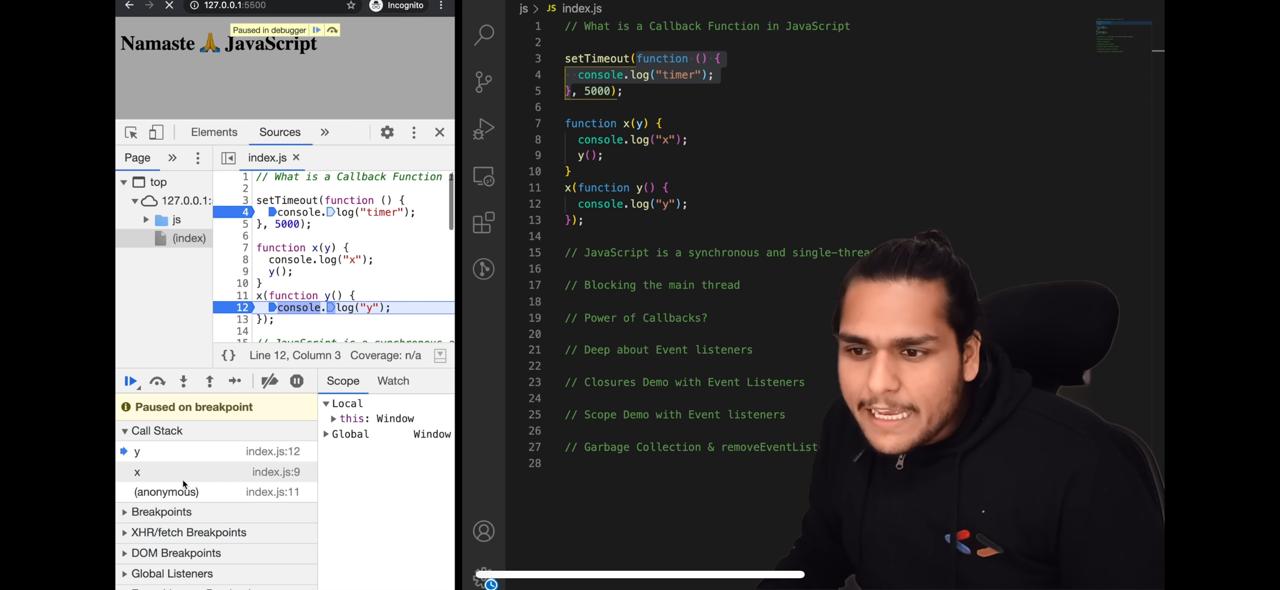 127.0.0.1:5500
Incognito
Paused in debugger
Namaste 🙏 JavaScript
Elements
Sources
»
Page
»
index.js
top
127.0.0.1:
js
(index)
1 // What is a Callback Function
2
3 setTimeout(function () {
4 console.log("timer");
5 }, 5000);
6
7 function x(y) {
8 console.log("x");
9 y();
10 }
11 x(function y() {
12 console.log("y");
13 });
14
{} Line 12, Column 3 Coverage: n/a
Paused on breakpoint
Call Stack
y index.js:12
x index.js:9
(anonymous) index.js:11
Breakpoints
XHR/fetch Breakpoints
DOM Breakpoints
Global Listeners
Scope
Watch
Local
this: Window
Global Window
js > JS index.js
1 // What is a Callback Function in JavaScript
2
3 setTimeout(function () {
4 console.log("timer");
5 }, 5000);
6
7 function x(y) {
8 console.log("x");
9 y();
10 }
11 x(function y() {
12 console.log("y");
13 });
14
15 // JavaScript is a synchronous and single-threa
16
17 // Blocking the main thread
18
19 // Power of Callbacks?
20
21 // Deep about Event listeners
22
23 // Closures Demo with Event Listeners
24
25 // Scope Demo with Event listeners
26
27 // Garbage Collection & removeEventList
28